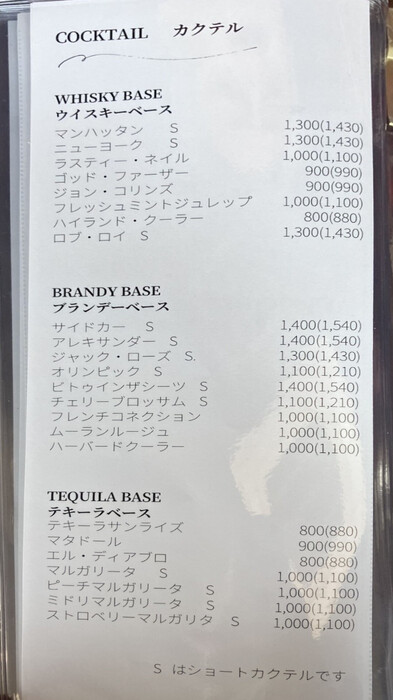 COCKTAIL カクテル
WHISKY BASE
ウイスキーベース
マンハッタン S 1,300(1,430)
ニューヨーク S 1,300(1,430)
ラスティー・ネイル 1,000(1,100)
ゴッド・ファーザー 900(990)
ジョン・コリンズ 900(990)
フレッシュミントジュレップ 1,000(1,100)
ハイランド・クーラー 800(880)
ロブ・ロイ S 1,300(1,430)
BRANDY BASE
ブランデーベース
サイドカー S 1,400(1,540)
アレキサンダー S 1,400(1,540)
ジャック・ローズ S. 1,300(1,430)
オリンピック S 1,100(1,210)
ビトゥインザシーツ S 1,400(1,540)
チェリーブロッサム S 1,100(1,210)
フレンチコネクション 1,000(1,100)
ムーランルージュ 1,000(1,100)
ハーバードクーラー 1,000(1,100)
TEQUILA BASE
テキーラベース
テキーラサンライズ 800(880)
マタドール 900(990)
エル・ディアブロ 800(880)
マルガリータ S 1,000(1,100)
ピーチマルガリータ S 1,000(1,100)
ミドリマルガリータ S 1,000(1,100)
ストロベリーマルガリタ S 1,000(1,100)
S はショートカクテルです